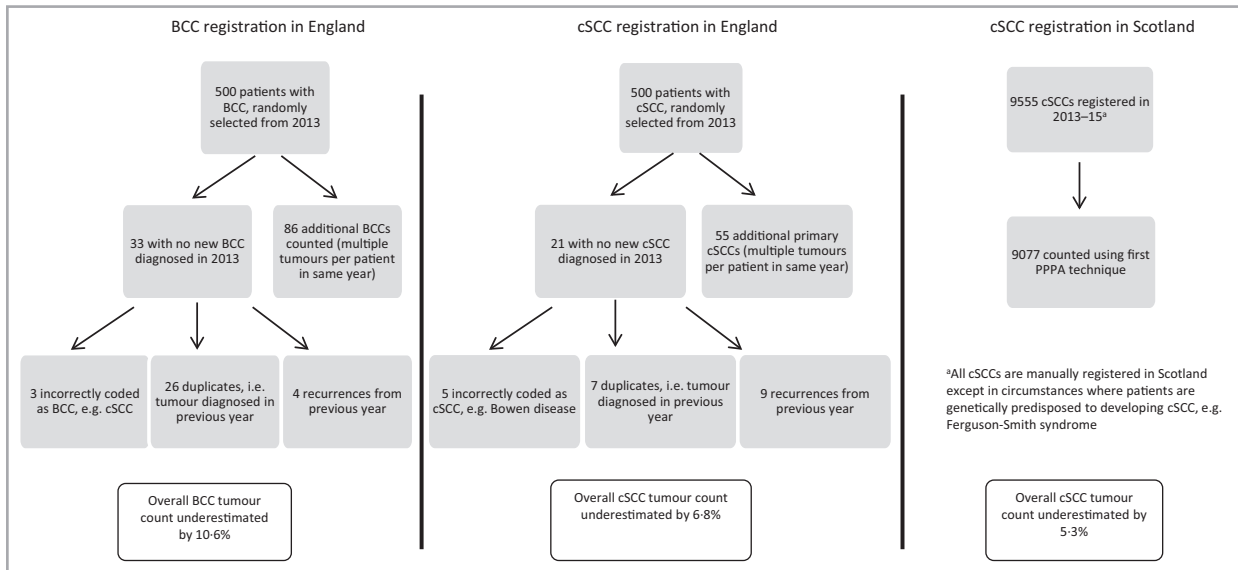 BCC registration in England
500 patients with
BCC, randomly
selected from 2013
33 with no new BCC
diagnosed in 2013
86 additional BCCs
counted (multiple
tumours per patient
in same year)
3 incorrectly coded
as BCC, e.g. cSCC
26 duplicates, i.e.
tumour diagnosed in
previous year
4 recurrences from
previous year
Overall BCC tumour
count underestimated
by 10·6%
cSCC registration in England
500 patients with
cSCC, randomly
selected from 2013
21 with no new cSCC
diagnosed in 2013
55 additional primary
cSCCs (multiple tumours
per patient in same year)
5 incorrectly coded as
cSCC, e.g. Bowen disease
7 duplicates, i.e. tumour
diagnosed in previous
year
9 recurrences from
previous year
Overall cSCC tumour count
underestimated by 6·8%
cSCC registration in Scotland
9555 cSCCs registered in
2013–15ᵃ
9077 counted using first
PPPA technique
ᵃAll cSCCs are manually registered in Scotland
except in circumstances where patients are
genetically predisposed to developing cSCC, e.g.
Ferguson-Smith syndrome
Overall cSCC tumour
count underestimated by
5·3%